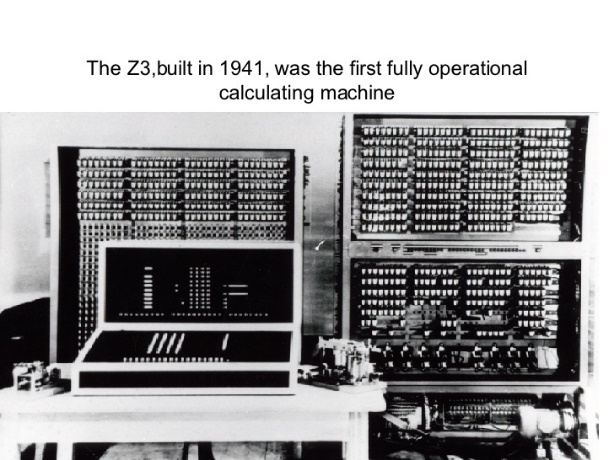 The Z3,built in 1941, was the first fully operational
calculating machine